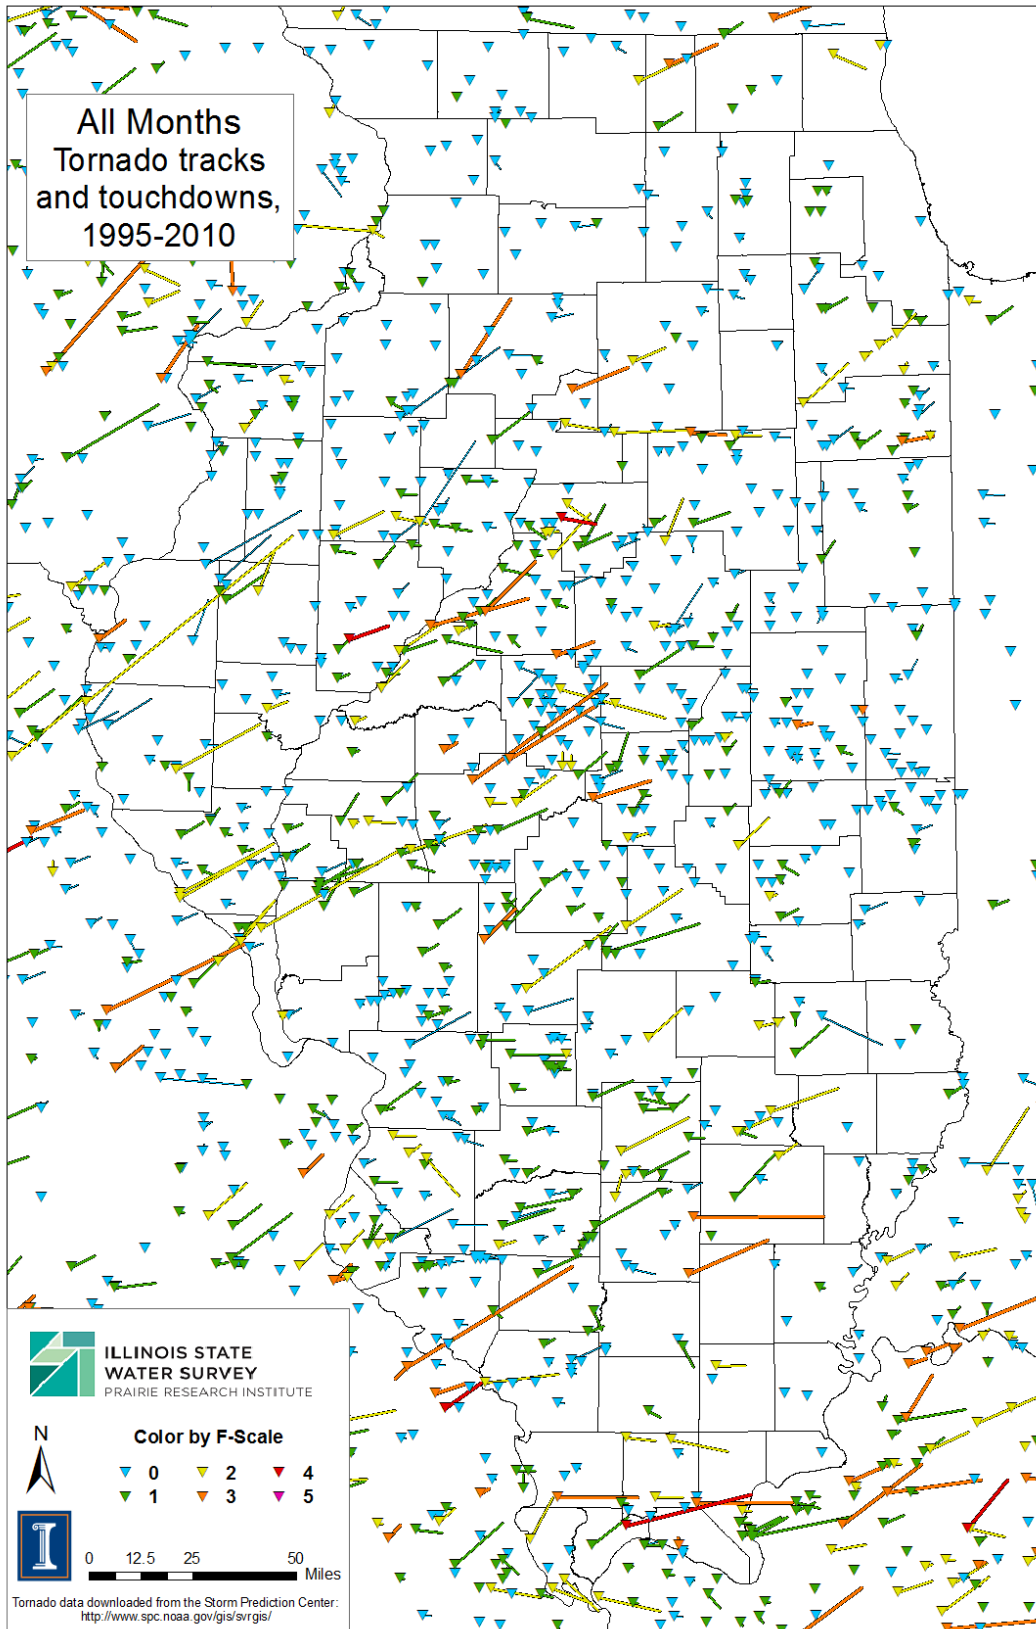 All Months
Tornado tracks
and touchdowns,
1995-2010
ILLINOIS STATE
WATER SURVEY
PRAIRIE RESEARCH INSTITUTE
N
Color by F-Scale
0 2 4
1 3 5
0 12.5 25 50
Miles
Tornado data downloaded from the Storm Prediction Center:
http://www.spc.noaa.gov/gis/svrgis/